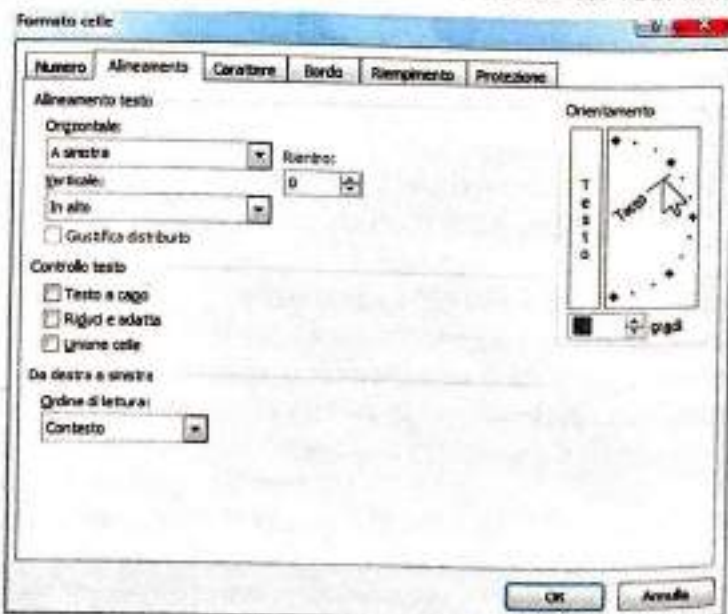 Formato celle
Numero Alineamento Carattere Bordo Riempimento Protezione
Allineamento testo
Orizzontale:
A sinistra
Rientro:
0
Verticale:
In alto
Giustifica distribuito
Controllo testo
Testo a capo
Riduci e adatta
Unione celle
Da destra a sinistra
Ordine di lettura:
Contesto
Orientamento
Testo
Testo
gradi
OK
Annulla